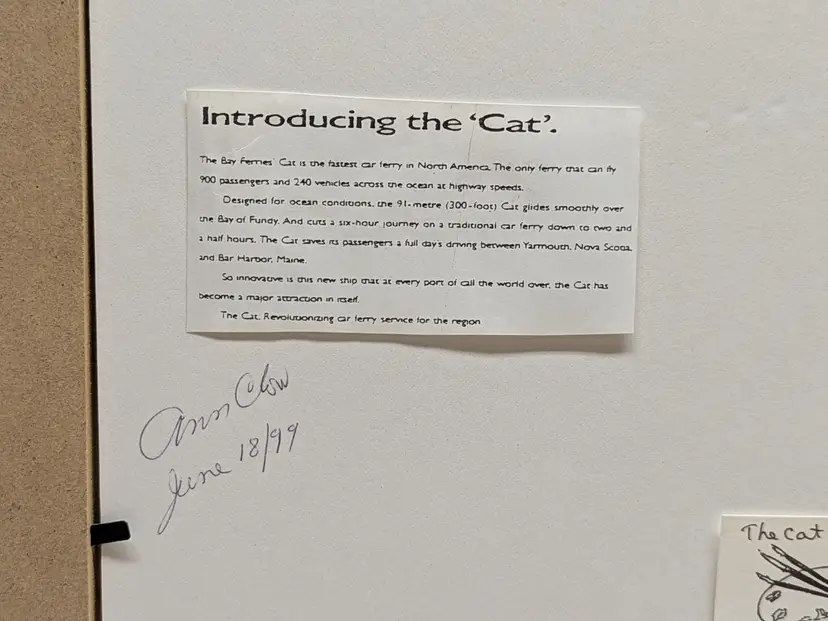 Introducing the ‘Cat’.
The Bay Ferries' Cat is the fastest car ferry in North America. The only ferry that can fly
900 passengers and 240 vehicles across the ocean at highway speeds.
Designed for ocean conditions, the 91-metre (300-foot) Cat glides smoothly over
the Bay of Fundy. And cuts a six-hour journey on a traditional car ferry down to two and
a half hours. The Cat saves its passengers a full day's driving between Yarmouth, Nova Scotia,
and Bar Harbor, Maine.
So innovative is this new ship that at every port of call the world over, the Cat has
become a major attraction in itself.
The Cat. Revolutionizing car ferry service for the region
Ann Clow
June 18/99
The Cat